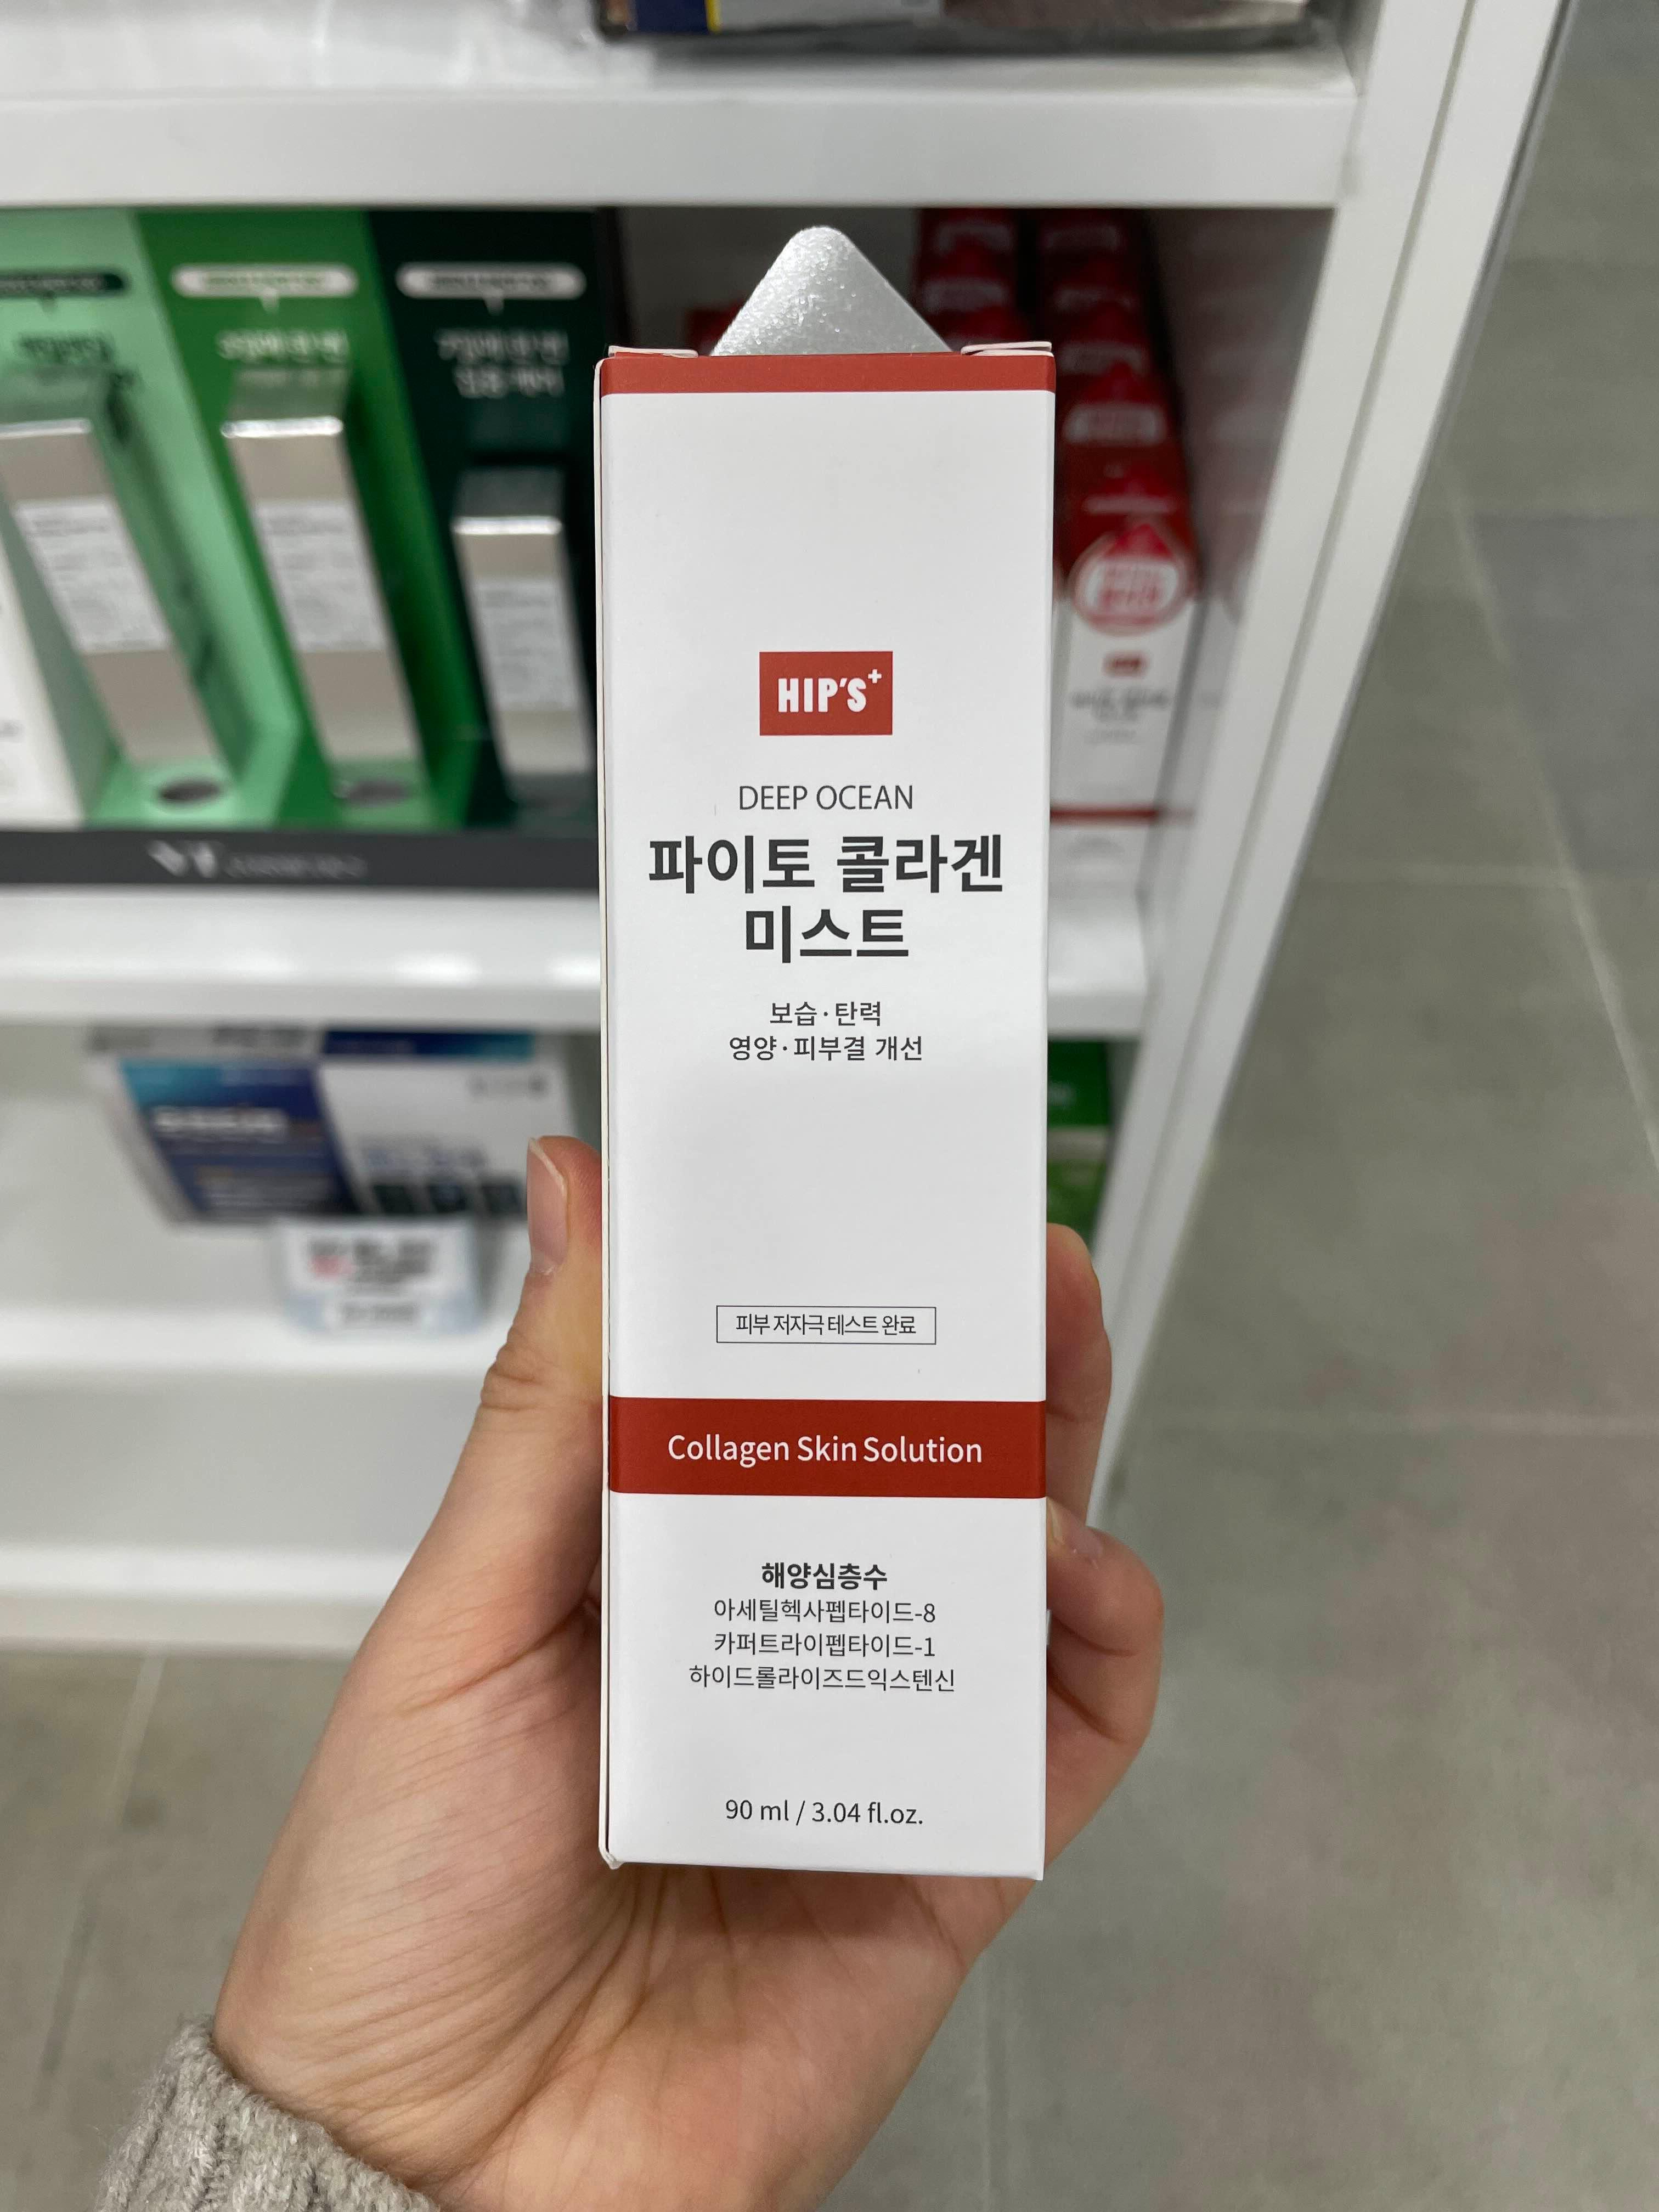 HIP'S+
DEEP OCEAN
파이토 콜라겐
미스트
보습·탄력
영양·피부결 개선
피부 저자극 테스트 완료
Collagen Skin Solution
해양심층수
아세틸헥사펩타이드-8
카퍼트라이펩타이드-1
하이드롤라이즈드익스텐신
90 ml / 3.04 fl.oz.
VT